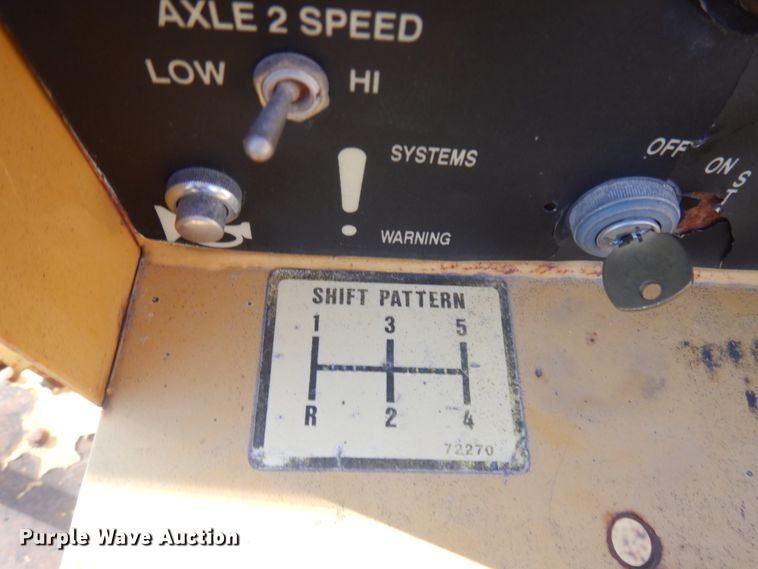 AXLE 2 SPEED
LOW HI
SYSTEMS
WARNING
OFF ON
SHIFT PATTERN
1 3 5
R 2 4
72270
Purple Wave Auction